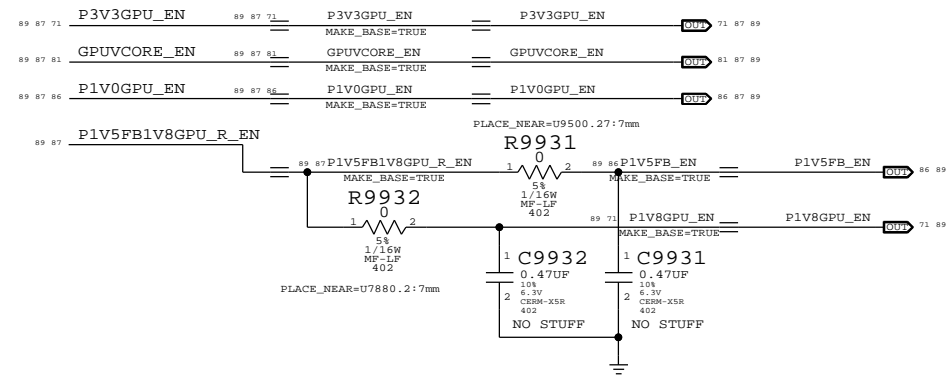 89 87 71 P3V3GPU_EN 89 87 71 P3V3GPU_EN P3V3GPU_EN OUT 71 87 89
MAKE_BASE=TRUE
89 87 81 GPUVCORE_EN 89 87 81 GPUVCORE_EN GPUVCORE_EN OUT 81 87 89
MAKE_BASE=TRUE
89 87 86 P1V0GPU_EN 89 87 86 P1V0GPU_EN P1V0GPU_EN OUT 86 87 89
MAKE_BASE=TRUE
PLACE_NEAR=U9500.27:7mm
89 87 P1V5FB1V8GPU_R_EN
R9931
0
89 87 P1V5FB1V8GPU_R_EN 1 2 89 86 P1V5FB_EN P1V5FB_EN OUT 86 89
MAKE_BASE=TRUE MAKE_BASE=TRUE
5%
1/16W
MF-LF
402
R9932
0
1 2 89 71 P1V8GPU_EN P1V8GPU_EN OUT 71 89
MAKE_BASE=TRUE
5%
1/16W
MF-LF
402
PLACE_NEAR=U7880.2:7mm
1 C9932
0.47UF
10%
6.3V
2 CERM-X5R
402
NO STUFF
1 C9931
0.47UF
10%
6.3V
2 CERM-X5R
402
NO STUFF